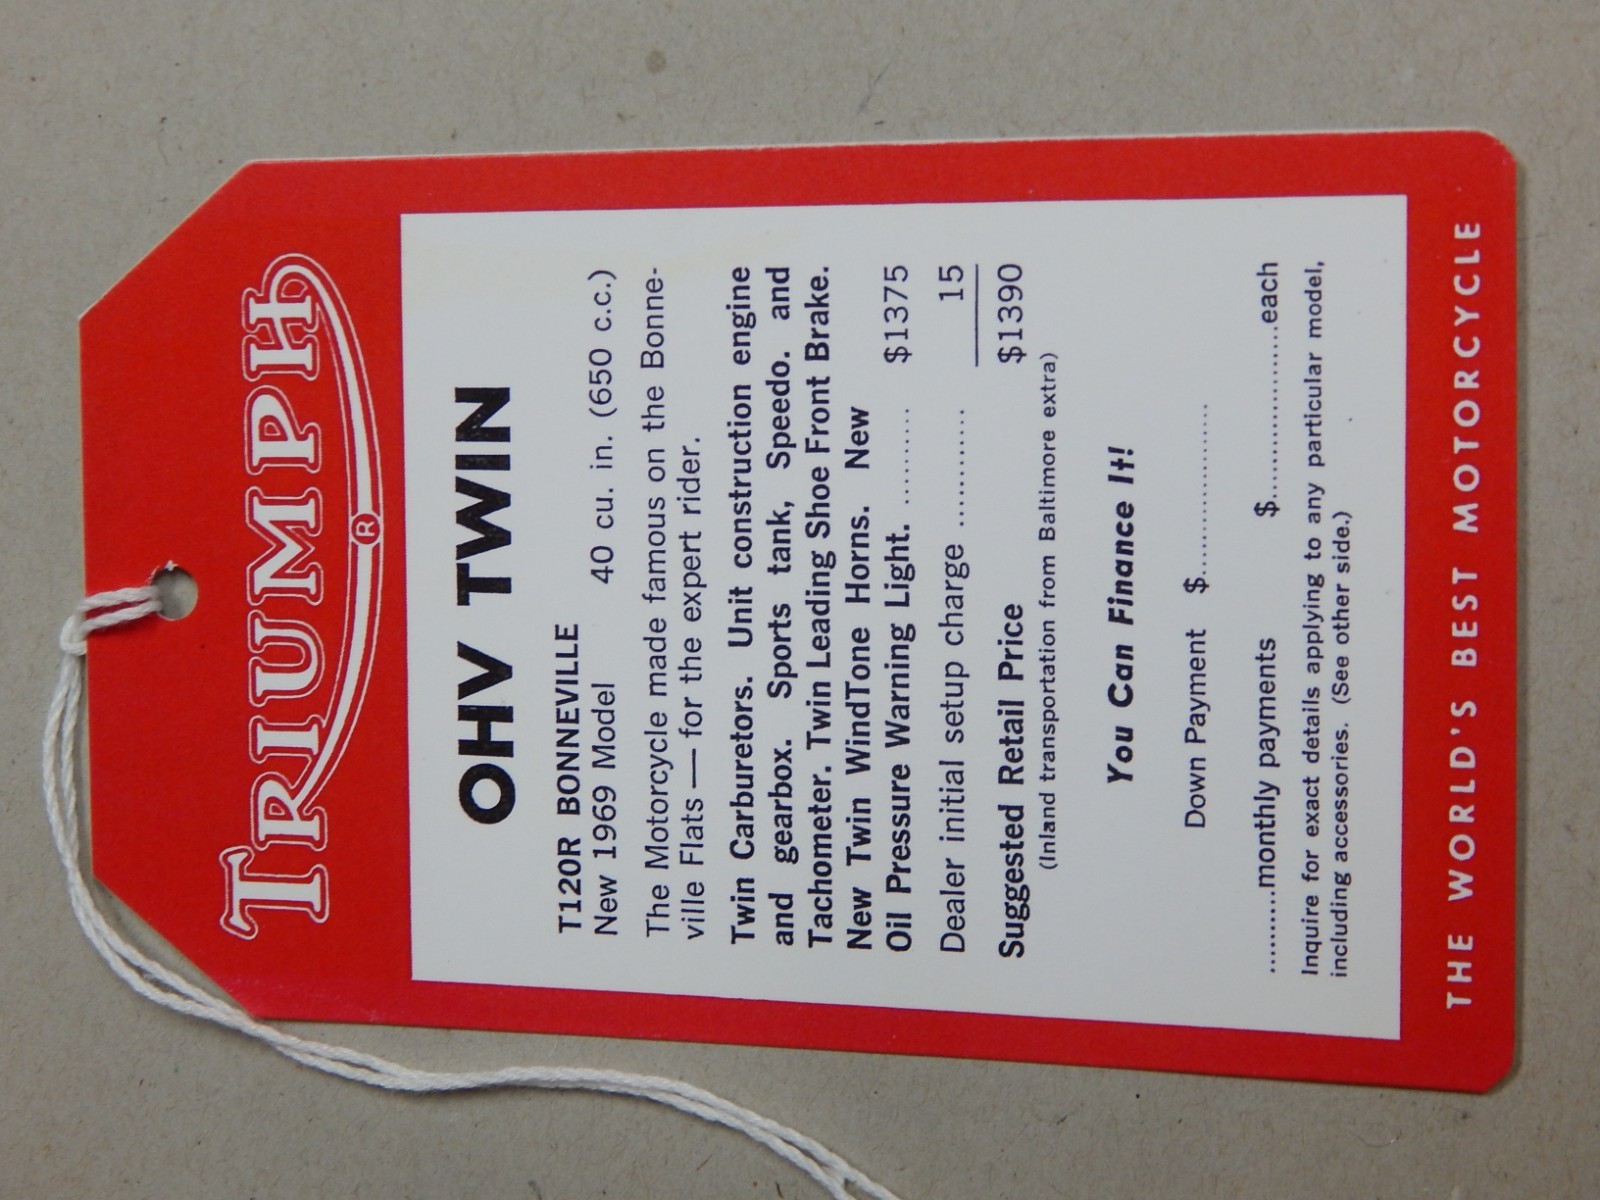 TRIUMPH
®
OHV TWIN
T120R BONNEVILLE
New 1969 Model 40 cu. in. (650 c.c.)
The Motorcycle made famous on the Bonne-
ville Flats — for the expert rider.
Twin Carburetors. Unit construction engine
and gearbox. Sports tank, Speedo. and
Tachometer. Twin Leading Shoe Front Brake.
New Twin WindTone Horns. New
Oil Pressure Warning Light. .......... $1375
Dealer initial setup charge ............ 15
Suggested Retail Price $1390
(Inland transportation from Baltimore extra)
You Can Finance It!
Down Payment $......................
..........monthly payments $......................each
Inquire for exact details applying to any particular model,
including accessories. (See other side.)
THE WORLD'S BEST MOTORCYCLE